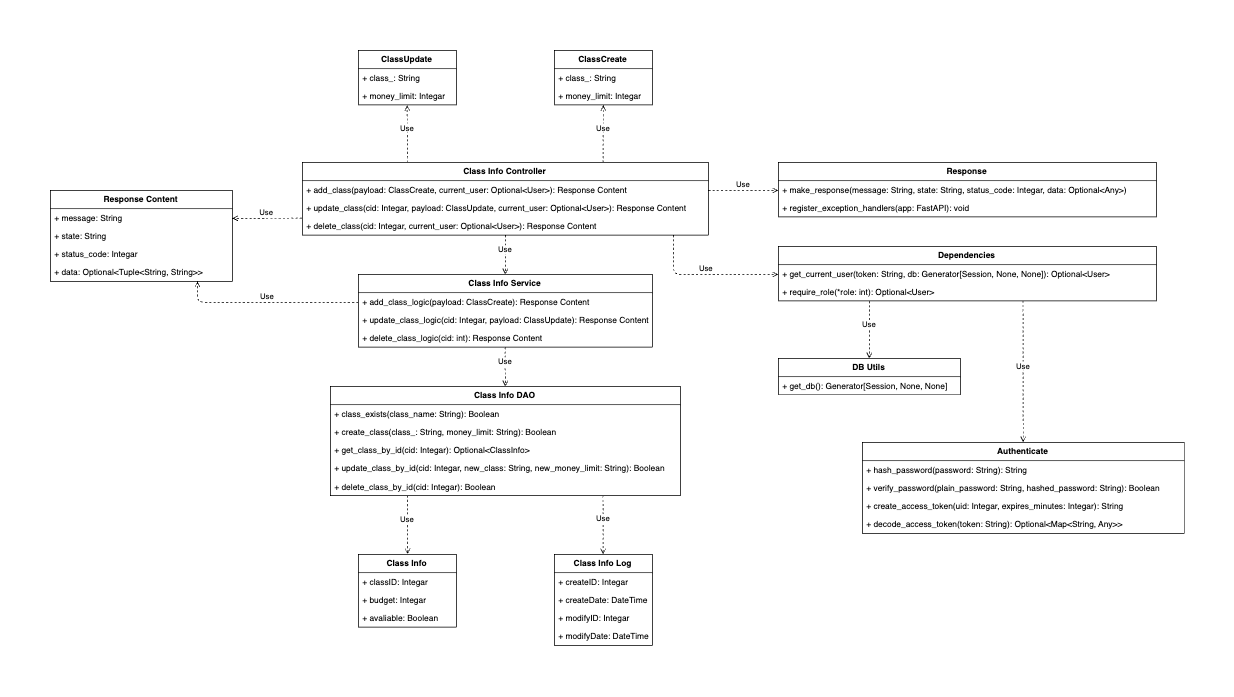 ClassUpdate
+ class_: String
+ money_limit: Integar
ClassCreate
+ class_: String
+ money_limit: Integar
Use
Use
Class Info Controller
+ add_class(payload: ClassCreate, current_user: Optional<User>): Response Content
+ update_class(cid: Integar, payload: ClassUpdate, current_user: Optional<User>): Response Content
+ delete_class(cid: Integar, current_user: Optional<User>): Response Content
Use
Response
+ make_response(message: String, state: String, status_code: Integar, data: Optional<Any>)
+ register_exception_handlers(app: FastAPI): void
Response Content
+ message: String
+ state: String
+ status_code: Integar
+ data: Optional<Tuple<String, String>>
Use
Use
Use
Dependencies
+ get_current_user(token: String, db: Generator[Session, None, None]): Optional<User>
+ require_role(*role: int): Optional<User>
Class Info Service
+ add_class_logic(payload: ClassCreate): Response Content
+ update_class_logic(cid: Integar, payload: ClassUpdate): Response Content
+ delete_class_logic(cid: int): Response Content
Use
Use
Use
Use
DB Utils
+ get_db(): Generator[Session, None, None]
Class Info DAO
+ class_exists(class_name: String): Boolean
+ create_class(class_: String, money_limit: String): Boolean
+ get_class_by_id(cid: Integar): Optional<ClassInfo>
+ update_class_by_id(cid: Integar, new_class: String, new_money_limit: String): Boolean
+ delete_class_by_id(cid: Integar): Boolean
Authenticate
+ hash_password(password: String): String
+ verify_password(plain_password: String, hashed_password: String): Boolean
+ create_access_token(uid: Integar, expires_minutes: Integar): String
+ decode_access_token(token: String): Optional<Map<String, Any>>
Use
Use
Class Info
+ classID: Integar
+ budget: Integar
+ avaliable: Boolean
Class Info Log
+ createID: Integar
+ createDate: DateTime
+ modifyID: Integar
+ modifyDate: DateTime